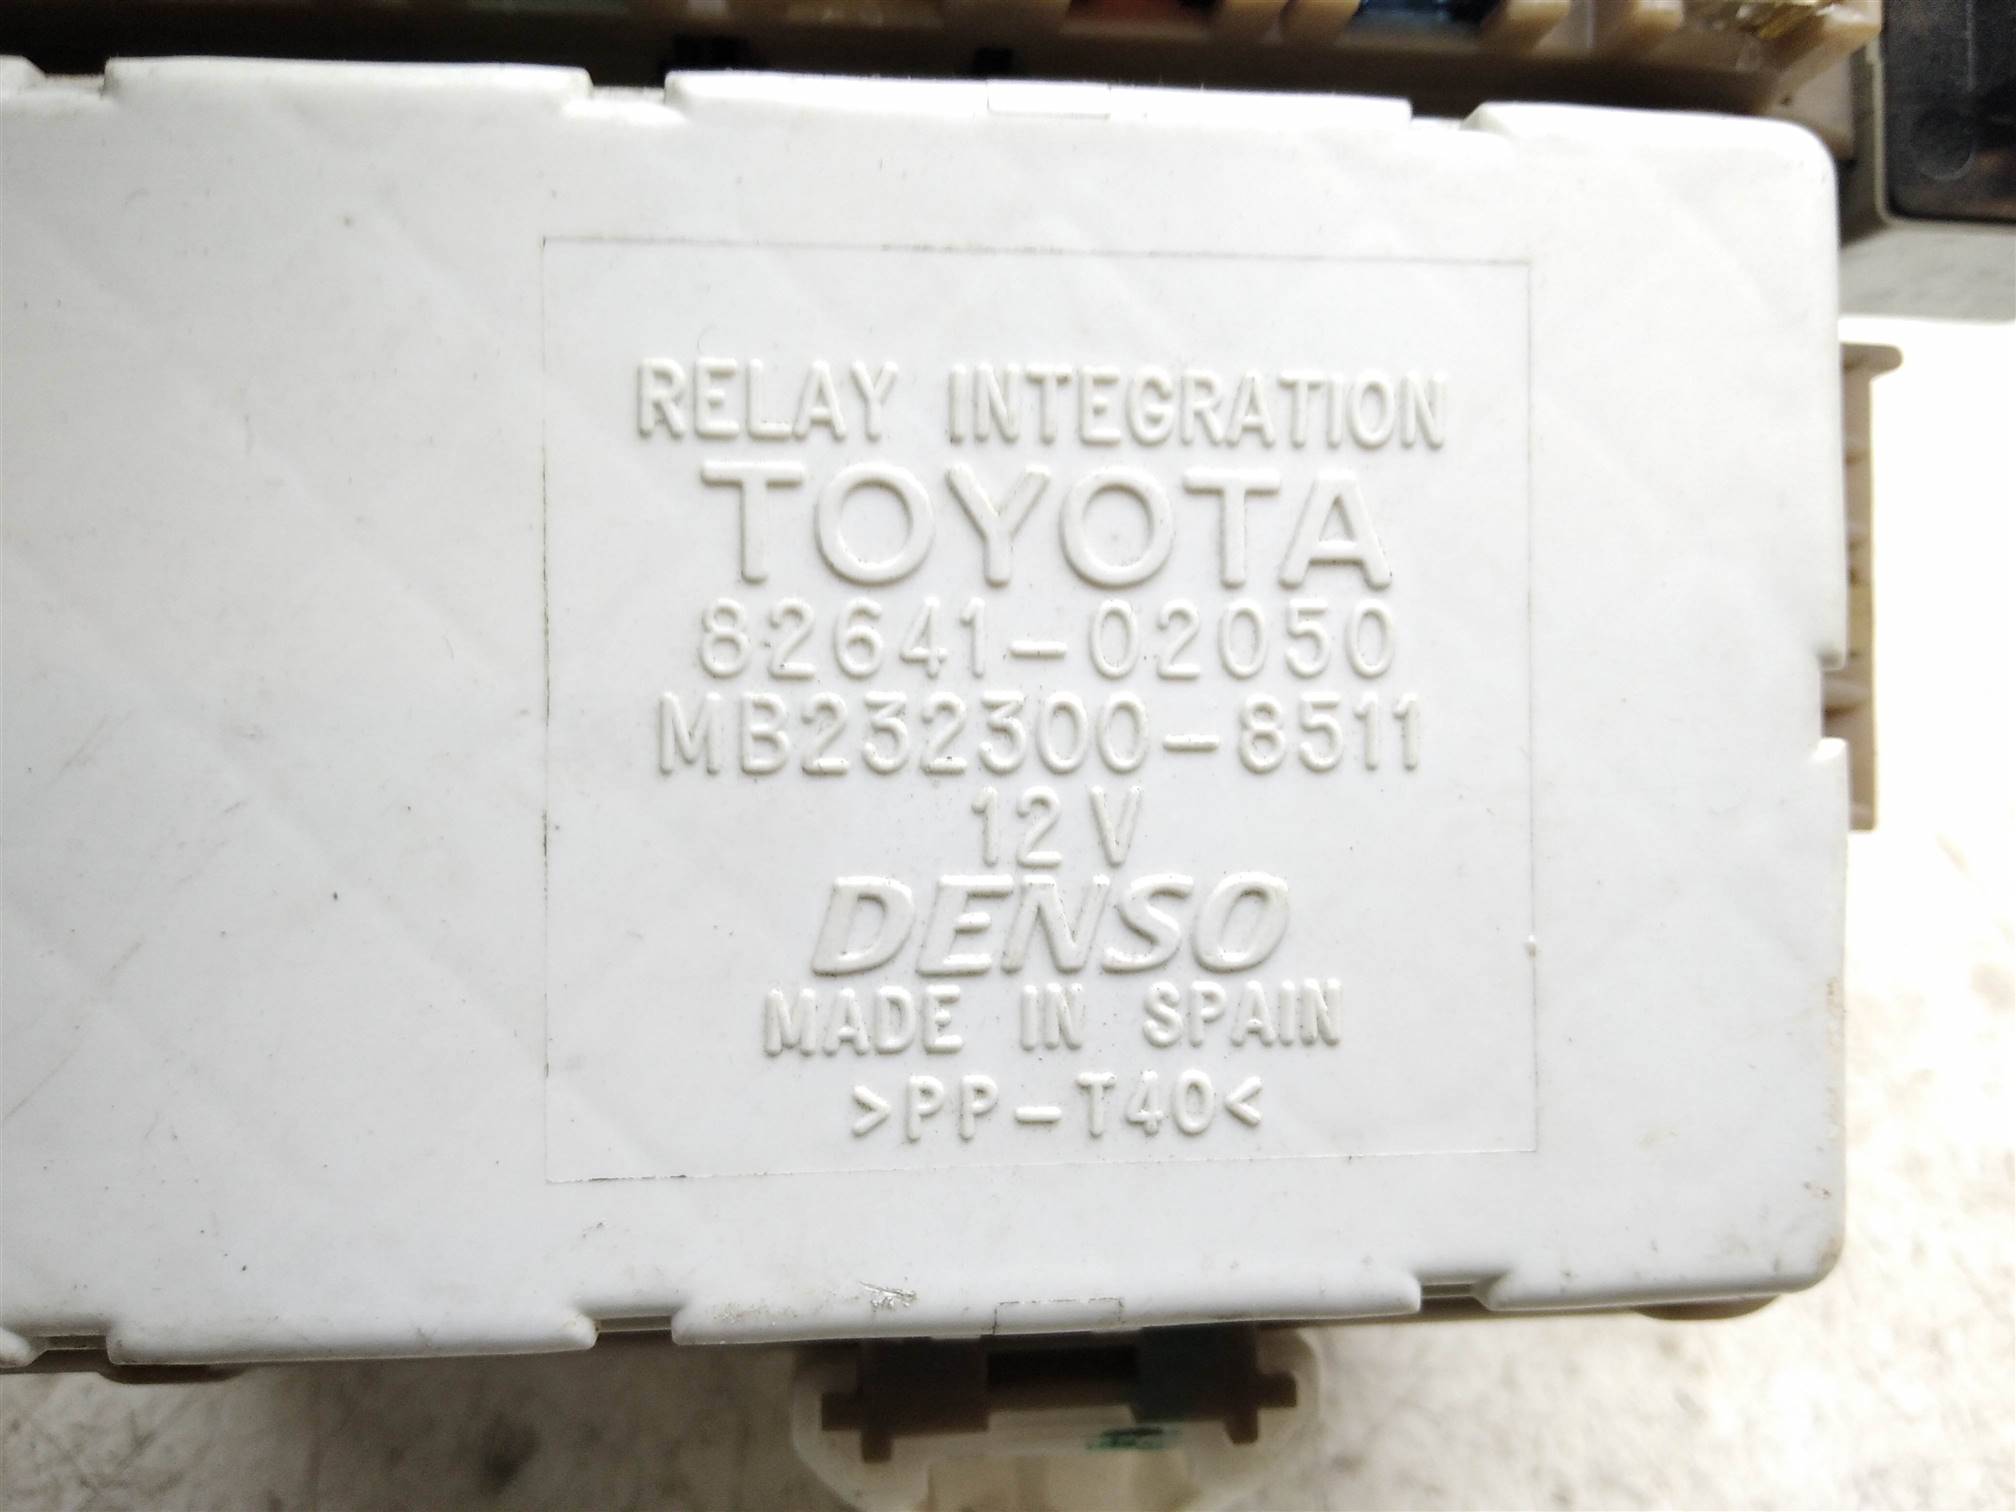 RELAY INTEGRATION
TOYOTA
82641-02050
MB232300-8511
12V
DENSO
MADE IN SPAIN
>PP-T40<